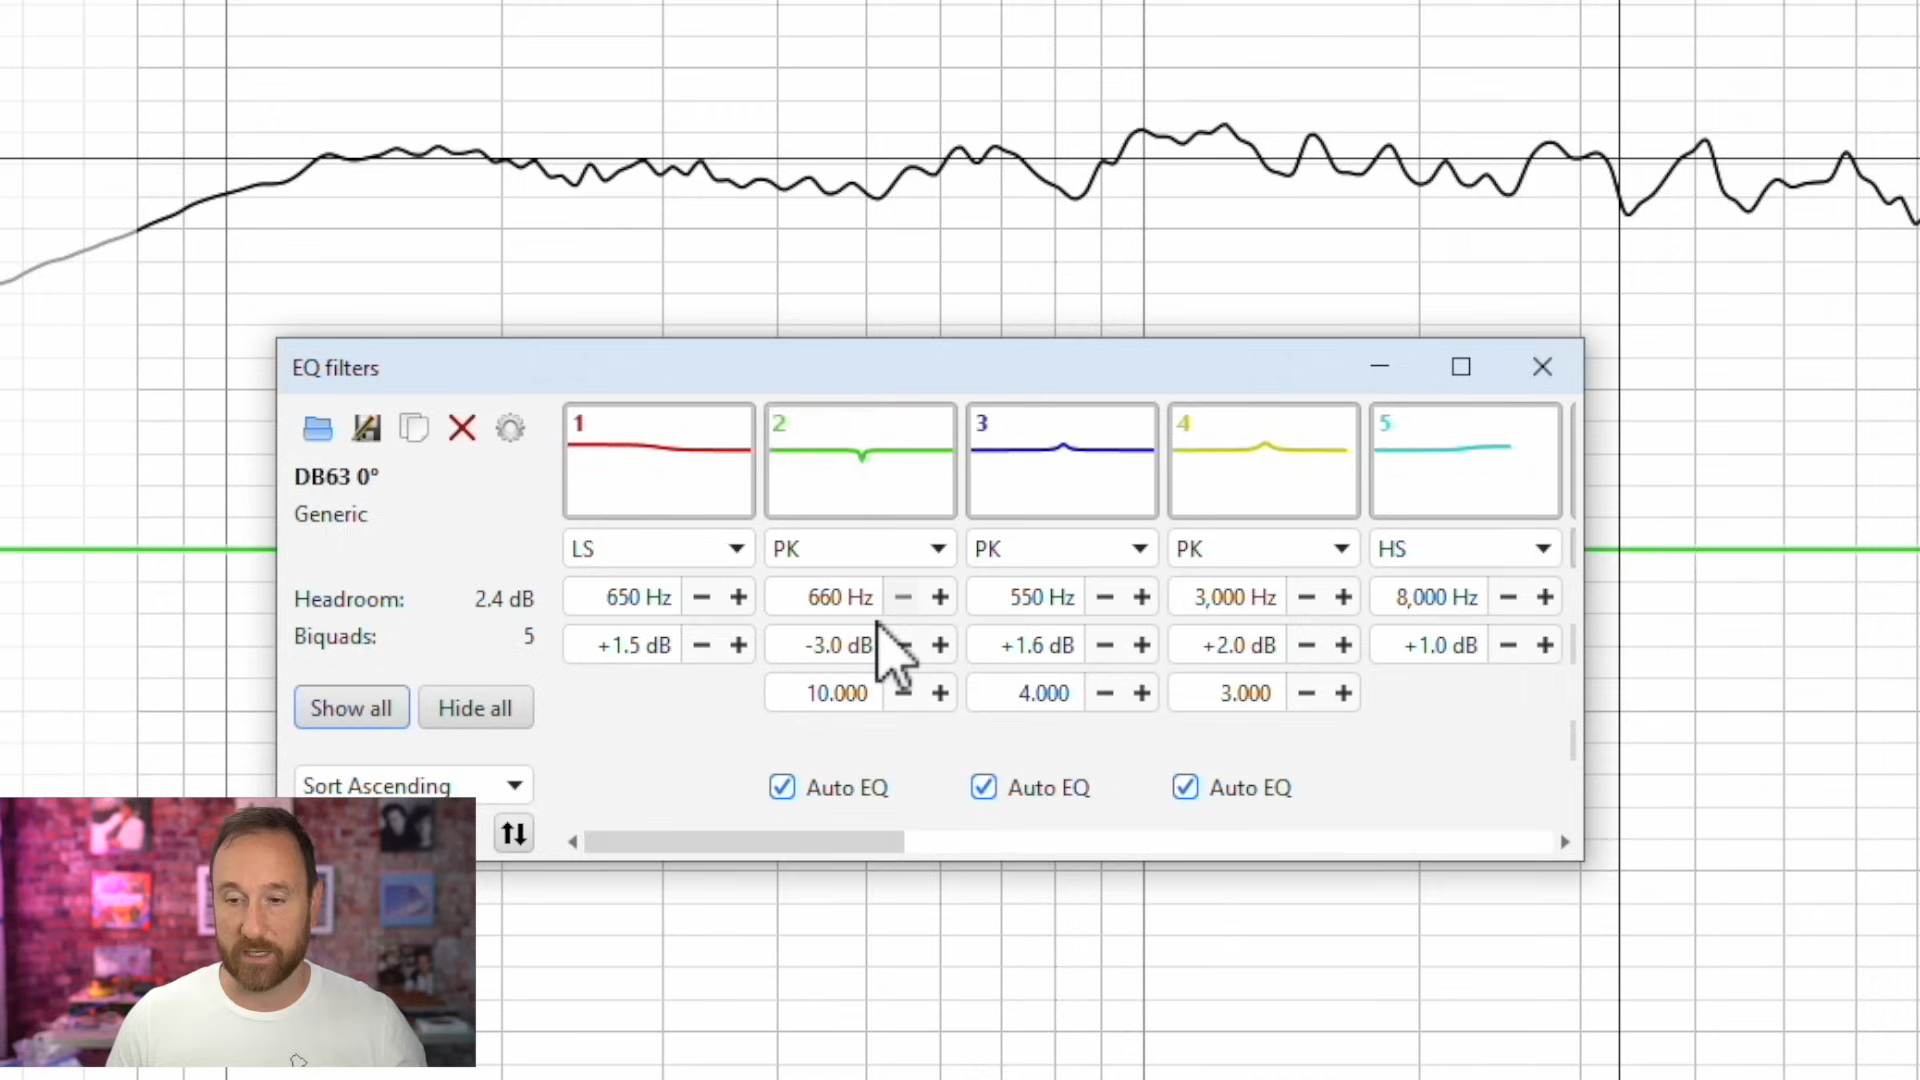 EQ filters
1
2
3
4
5
DB63 0°
Generic
LS
PK
PK
PK
HS
Headroom: 2.4 dB
650 Hz
660 Hz
550 Hz
3,000 Hz
8,000 Hz
Biquads: 5
+1.5 dB
-3.0 dB
+1.6 dB
+2.0 dB
+1.0 dB
10.000
4.000
3.000
Show all
Hide all
Sort Ascending
Auto EQ
Auto EQ
Auto EQ